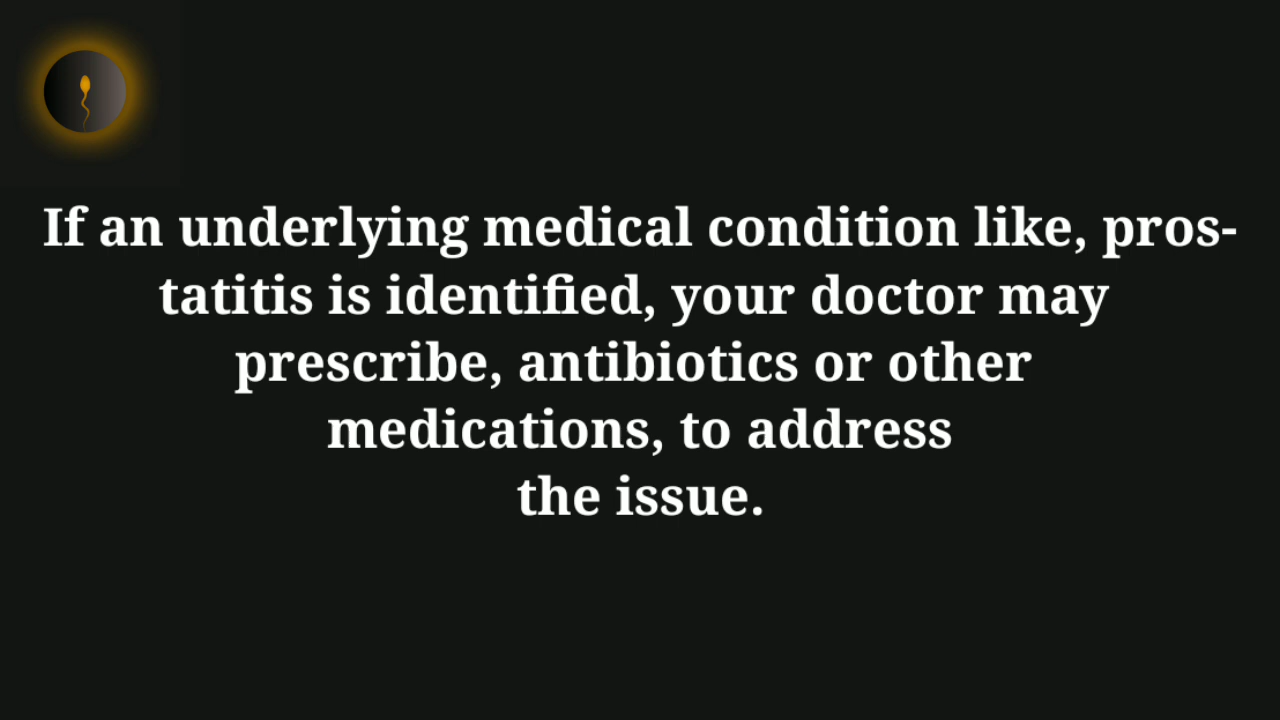 If an underlying medical condition like, pros-
tatitis is identified, your doctor may
prescribe, antibiotics or other
medications, to address
the issue.